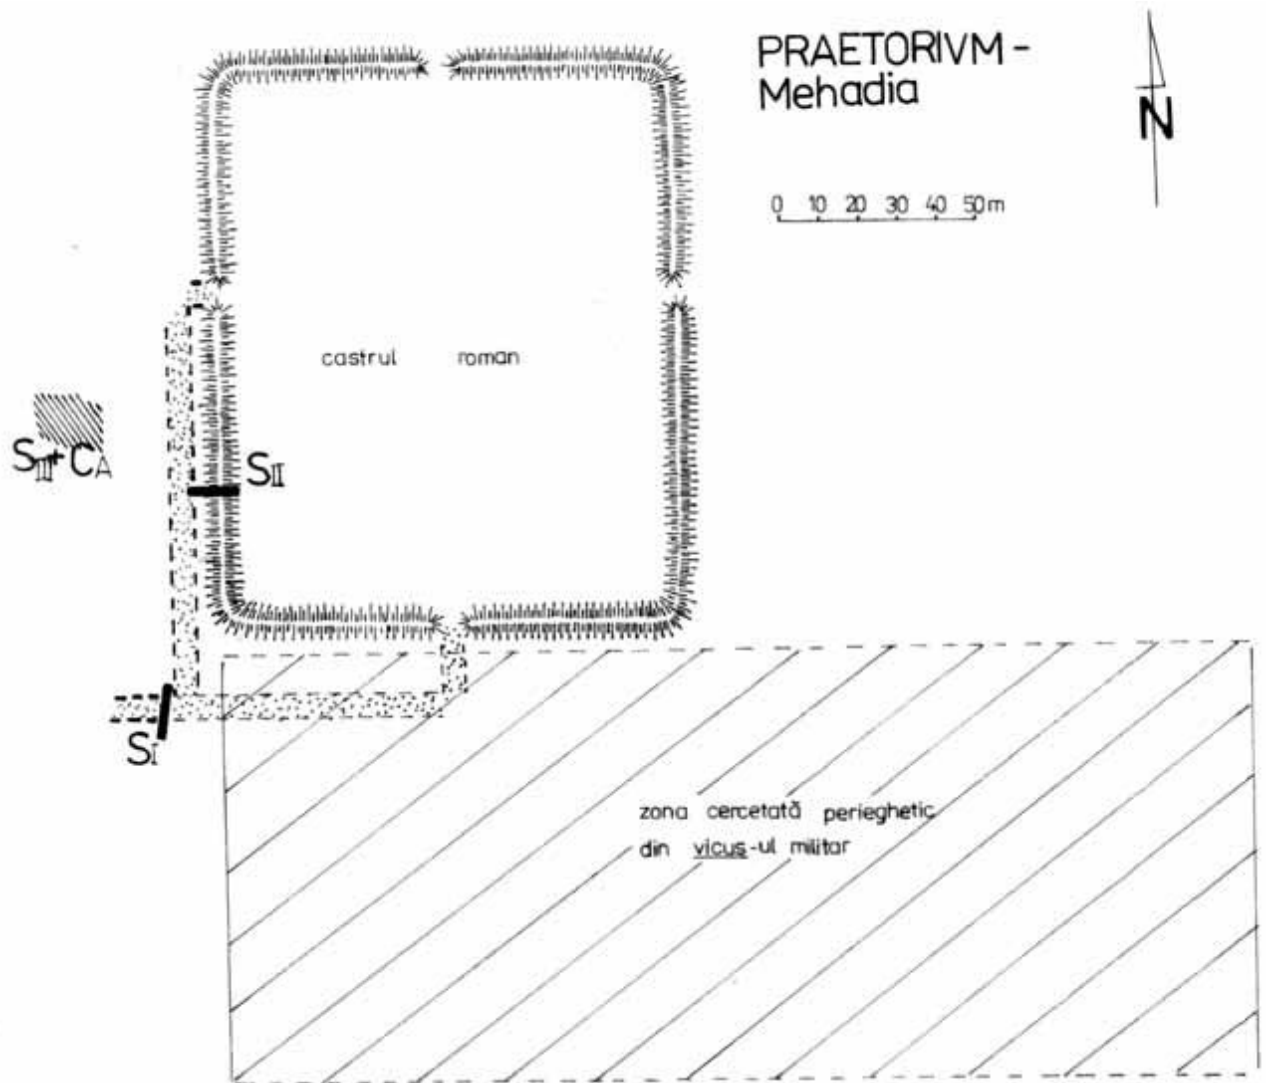 PRAETORIVM -
Mehadia
N
0 10 20 30 40 50m
castrul roman
SIII+CA
SII
SI
zona cercetată perieghetic
din vicus-ul militar